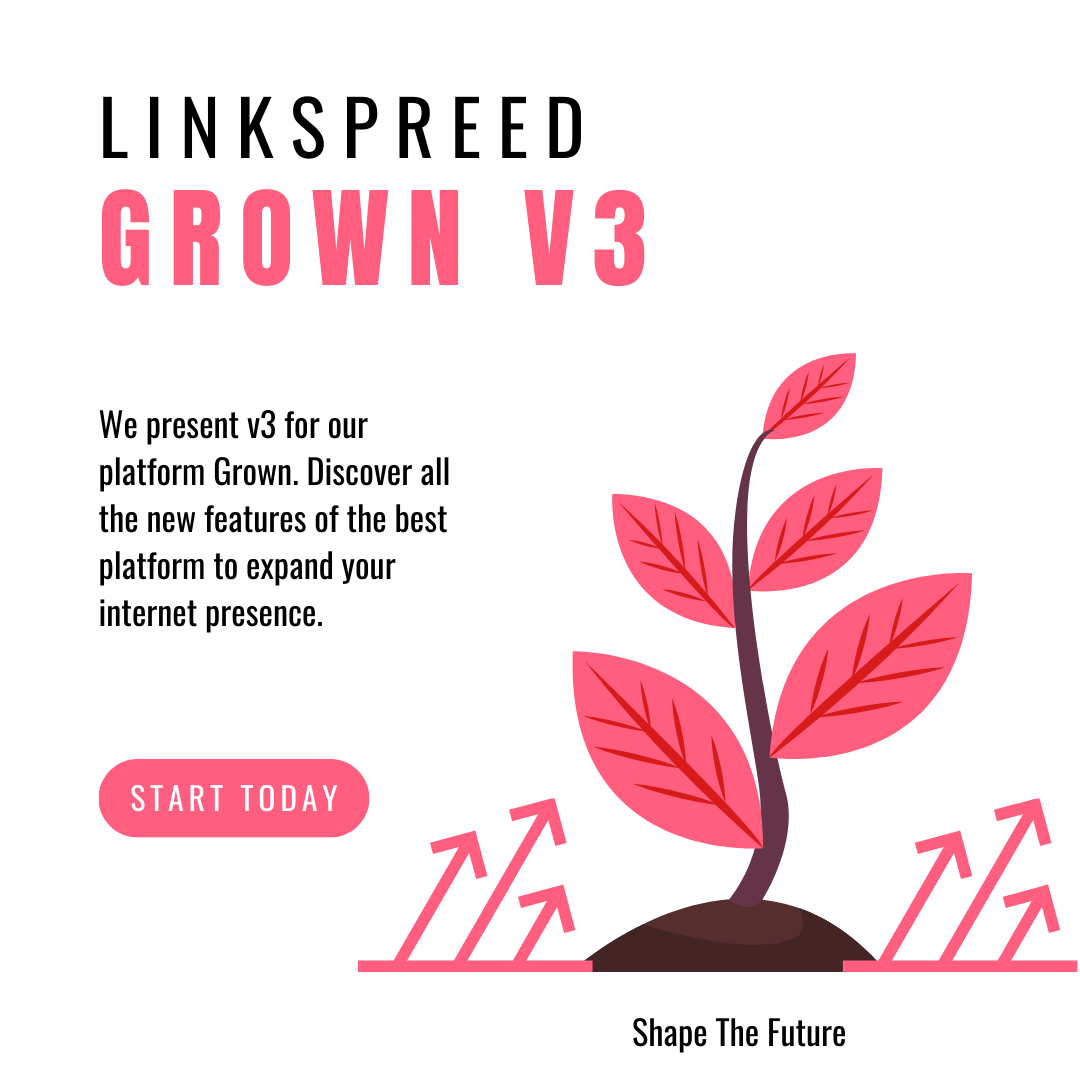 LINKSPREED
GROWN V3
We present v3 for our
platform Grown. Discover all
the new features of the best
platform to expand your
internet presence.
START TODAY
Shape The Future